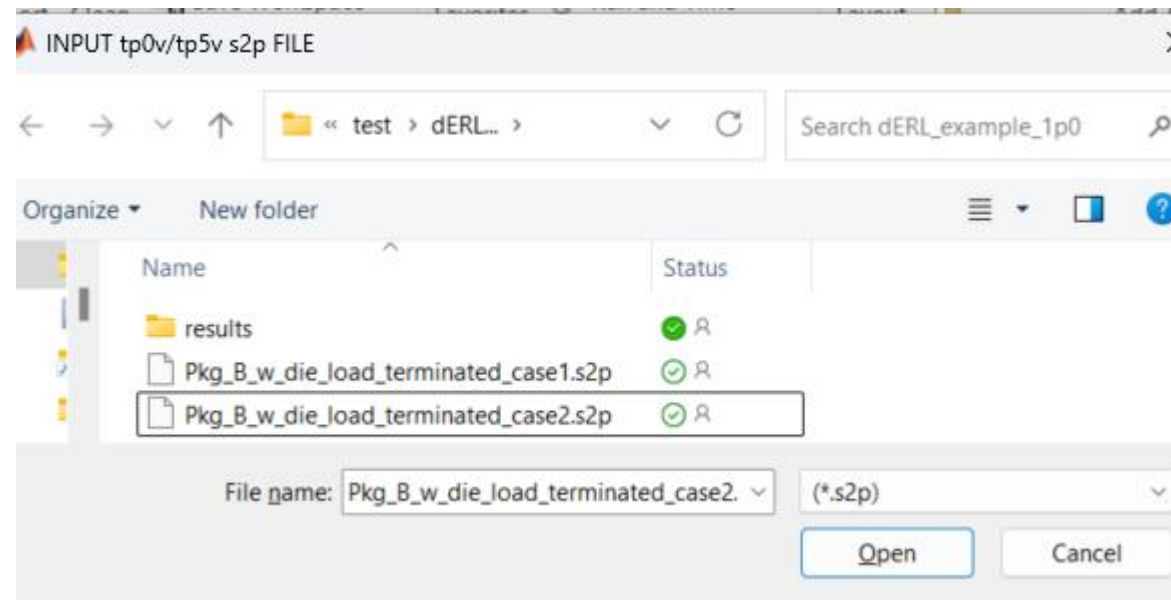 INPUT tp0v/tp5v s2p FILE
« test > dERL... >
Search dERL_example_1p0
Organize
New folder
Name
Status
results
Pkg_B_w_die_load_terminated_case1.s2p
Pkg_B_w_die_load_terminated_case2.s2p
File name:
Pkg_B_w_die_load_terminated_case2.
(*.s2p)
Open
Cancel